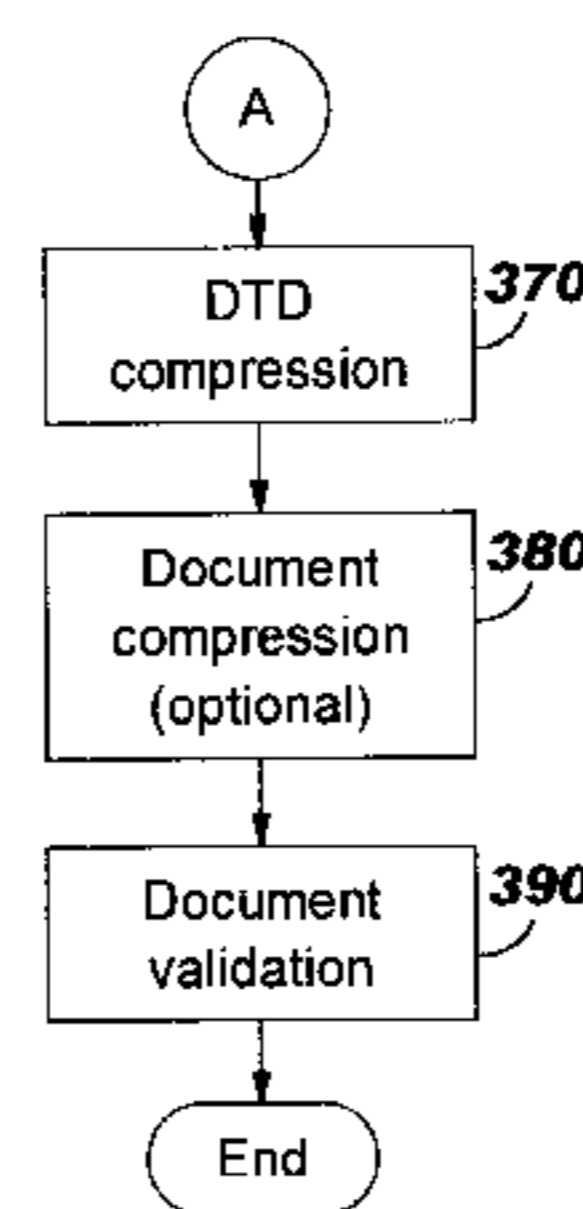 A
DTD
compression
370
Document
compression
(optional)
380
Document
validation
390
End